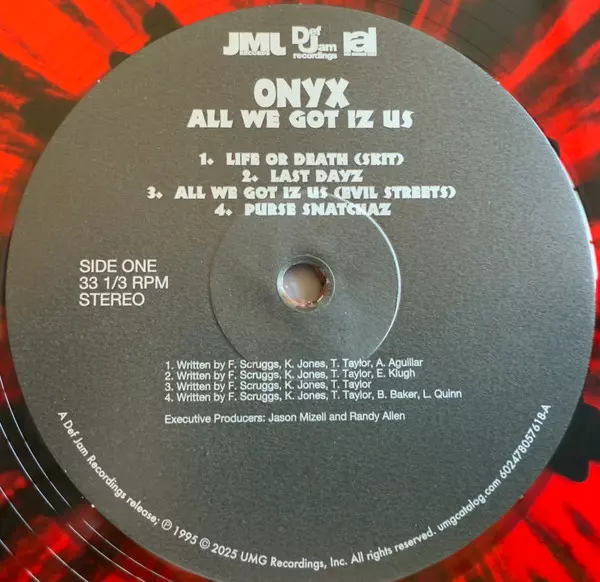 JML Def Jam recordings ral
ONYX
ALL WE GOT IZ US
1. LIFE OR DEATH (SKIT)
2. LAST DAYZ
3. ALL WE GOT IZ US (EVIL STREETS)
4. PURSE SNATCHAZ
SIDE ONE
33 1/3 RPM
STEREO
1. Written by F. Scruggs, K. Jones, T. Taylor, A. Aguillar
2. Written by F. Scruggs, K. Jones, T. Taylor, E. Klugh
3. Written by F. Scruggs, K. Jones, T. Taylor
4. Written by F. Scruggs, K. Jones, T. Taylor, B. Baker, L. Quinn
Executive Producers: Jason Mizell and Randy Allen
A Def Jam Recordings release; ℗ 1995 © 2025 UMG Recordings, Inc. All rights reserved. umgcatalog.com 602478057618-A